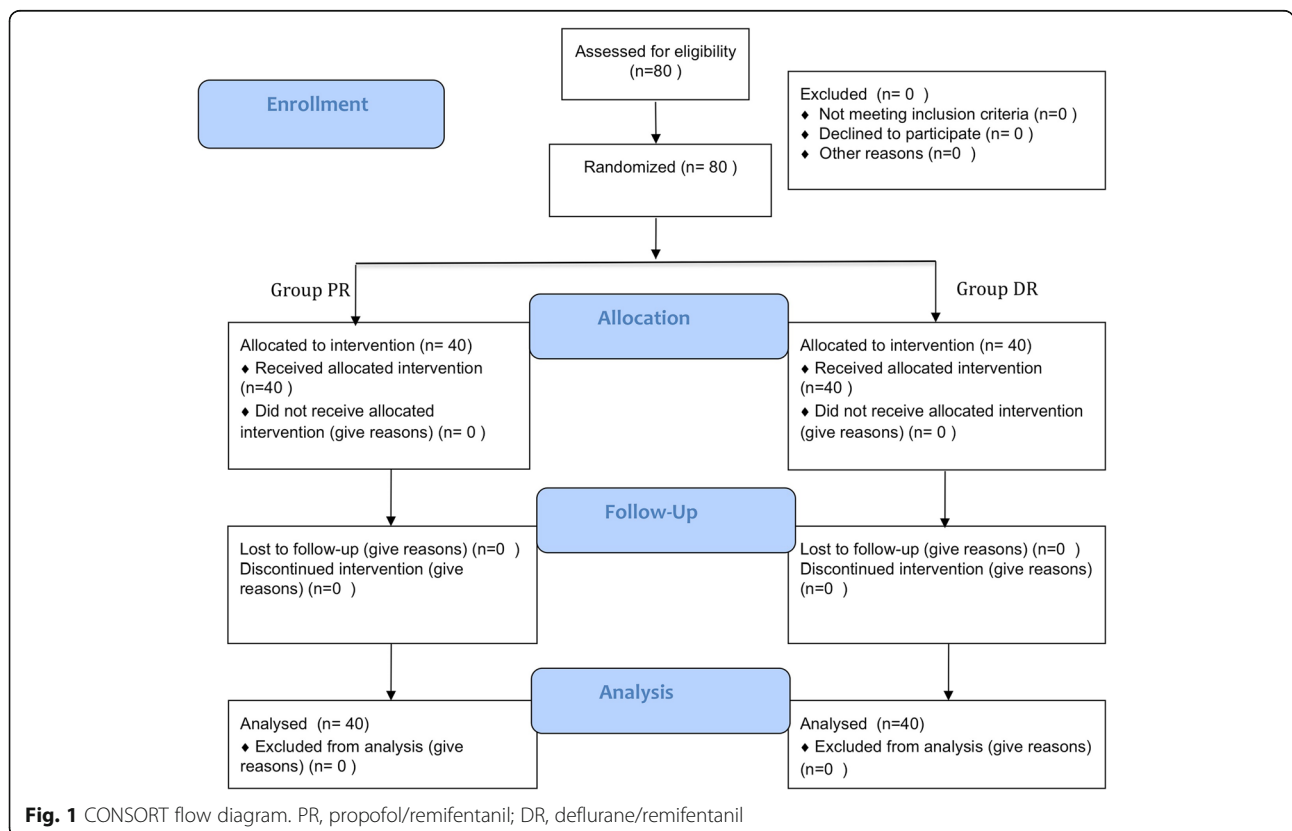 Assessed for eligibility
(n=80 )
Enrollment
Excluded  (n= 0 )
♦ Not meeting inclusion criteria (n=0 )
♦ Declined to participate (n= 0 )
♦ Other reasons (n=0  )
Randomized (n= 80 )
Group PR
Group DR
Allocation
Allocated to intervention (n= 40)
♦ Received allocated intervention
(n=40 )
♦ Did not receive allocated
intervention (give reasons) (n= 0 )
Allocated to intervention (n= 40)
♦ Received allocated intervention
(n=40 )
♦ Did not receive allocated intervention
(give reasons) (n= 0 )
Follow-Up
Lost to follow-up (give reasons) (n=0  )
Discontinued intervention (give
reasons) (n=0  )
Lost to follow-up (give reasons) (n=0  )
Discontinued intervention (give reasons)
(n=0  )
Analysis
Analysed  (n= 40)
♦ Excluded from analysis (give
reasons) (n= 0 )
Analysed  (n=40)
♦ Excluded from analysis (give reasons)
(n=0  )
Fig. 1 CONSORT flow diagram. PR, propofol/remifentanil; DR, deflurane/remifentanil